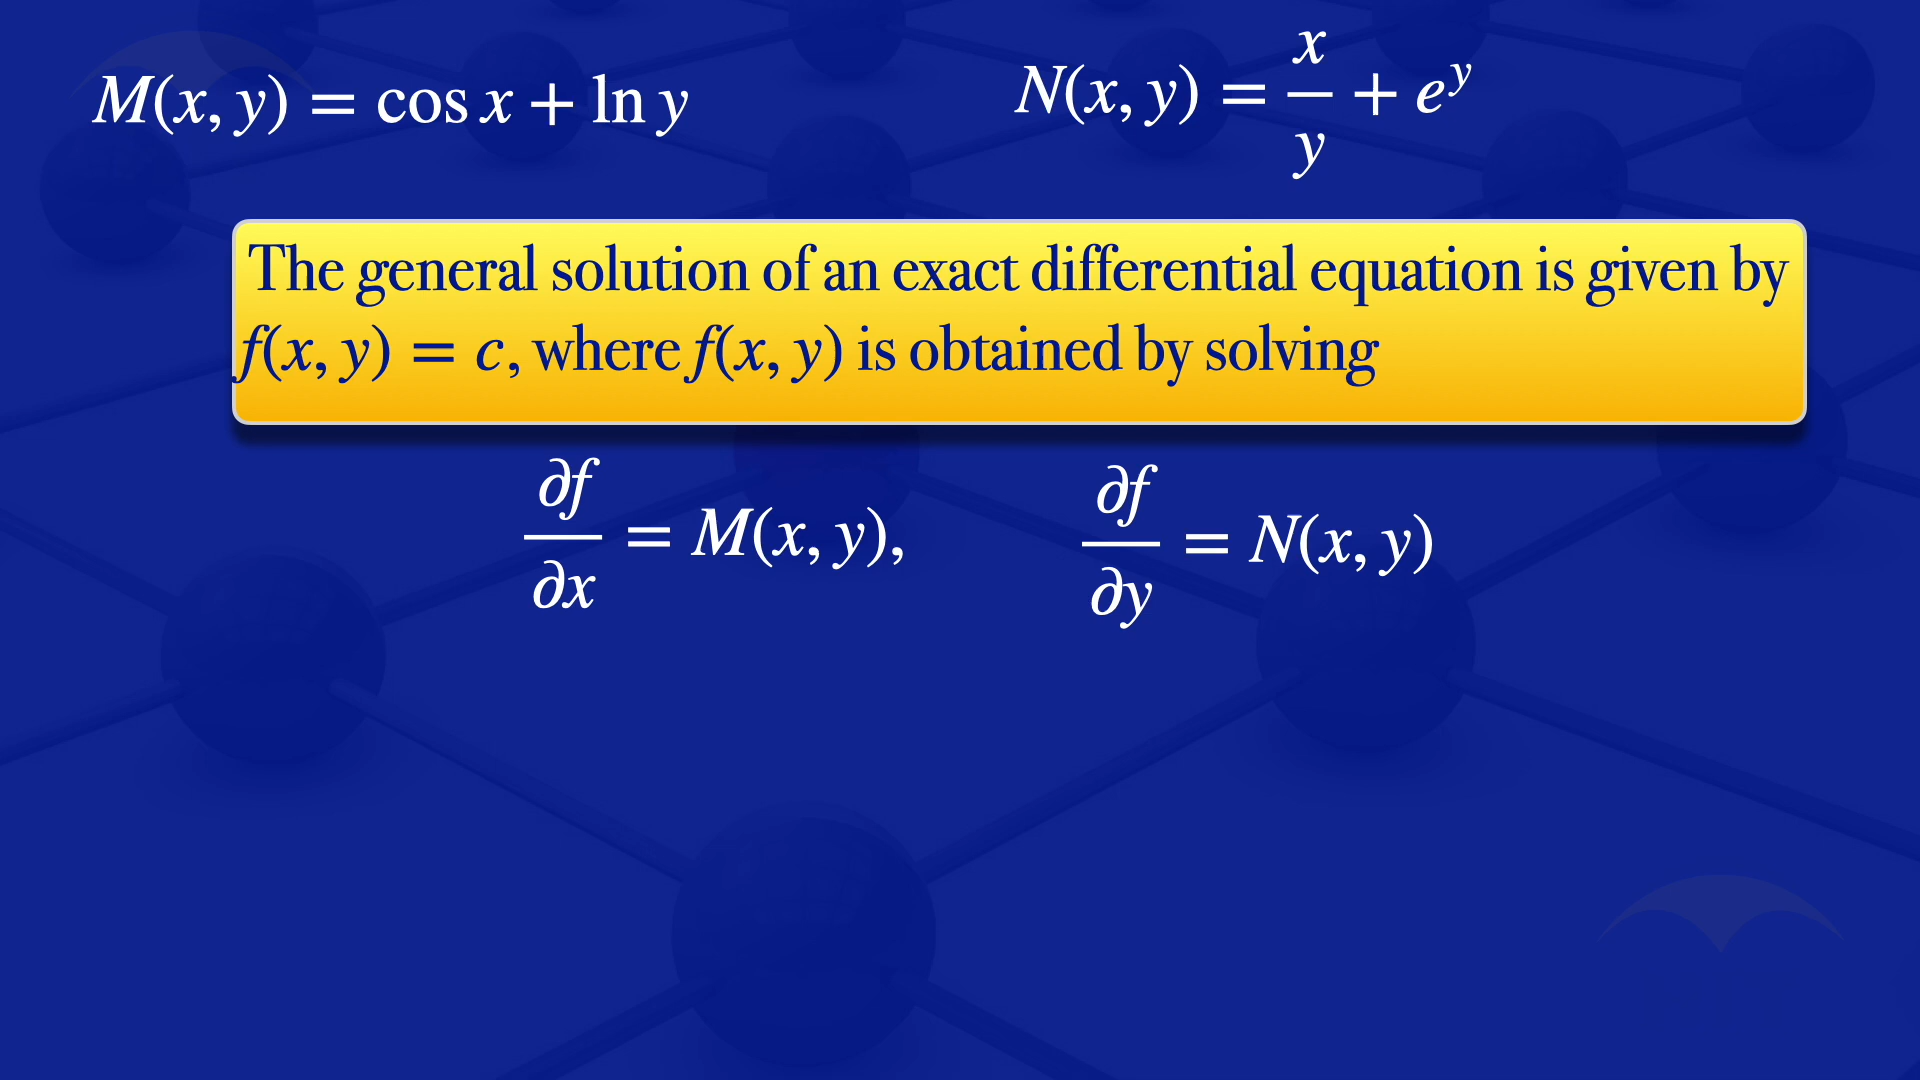 M(x, y) = cos x + ln y
N(x, y) = x/y + e^y
The general solution of an exact differential equation is given by
f(x, y) = c, where f(x, y) is obtained by solving
∂f/∂x = M(x, y),
∂f/∂y = N(x, y)